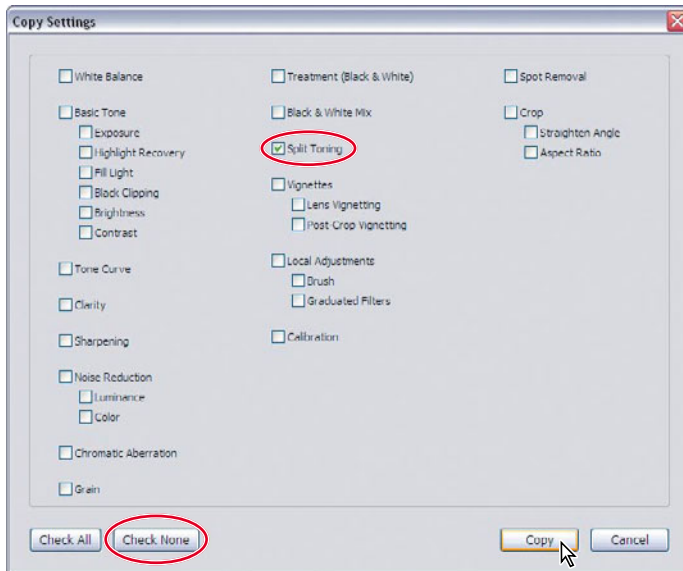 Copy Settings
White Balance
Basic Tone
Exposure
Highlight Recovery
Fill Light
Black Clipping
Brightness
Contrast
Tone Curve
Clarity
Sharpening
Noise Reduction
Luminance
Color
Chromatic Aberration
Grain
Treatment (Black & White)
Black & White Mix
Split Toning
Vignettes
Lens Vignetting
Post-Crop Vignetting
Local Adjustments
Brush
Graduated Filters
Calibration
Spot Removal
Crop
Straighten Angle
Aspect Ratio
Check All
Check None
Copy
Cancel